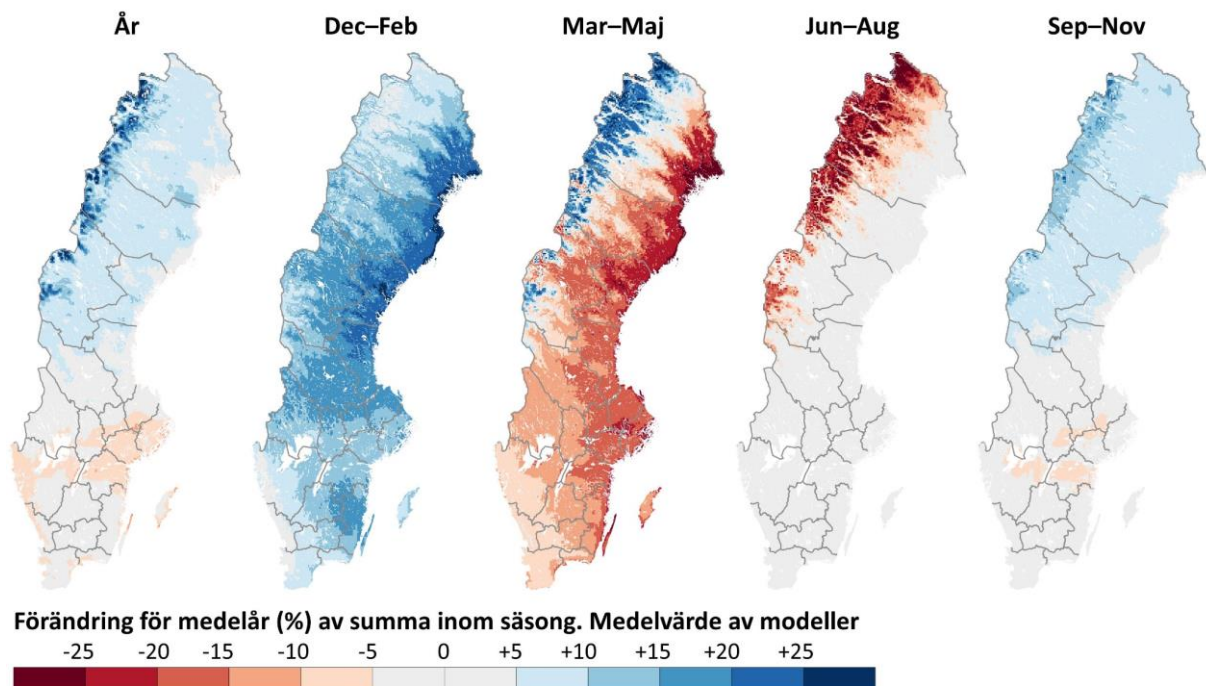 År Dec–Feb Mar–Maj Jun–Aug Sep–Nov
Förändring för medelår (%) av summa inom säsong. Medelvärde av modeller
-25 -20 -15 -10 -5 0 +5 +10 +15 +20 +25